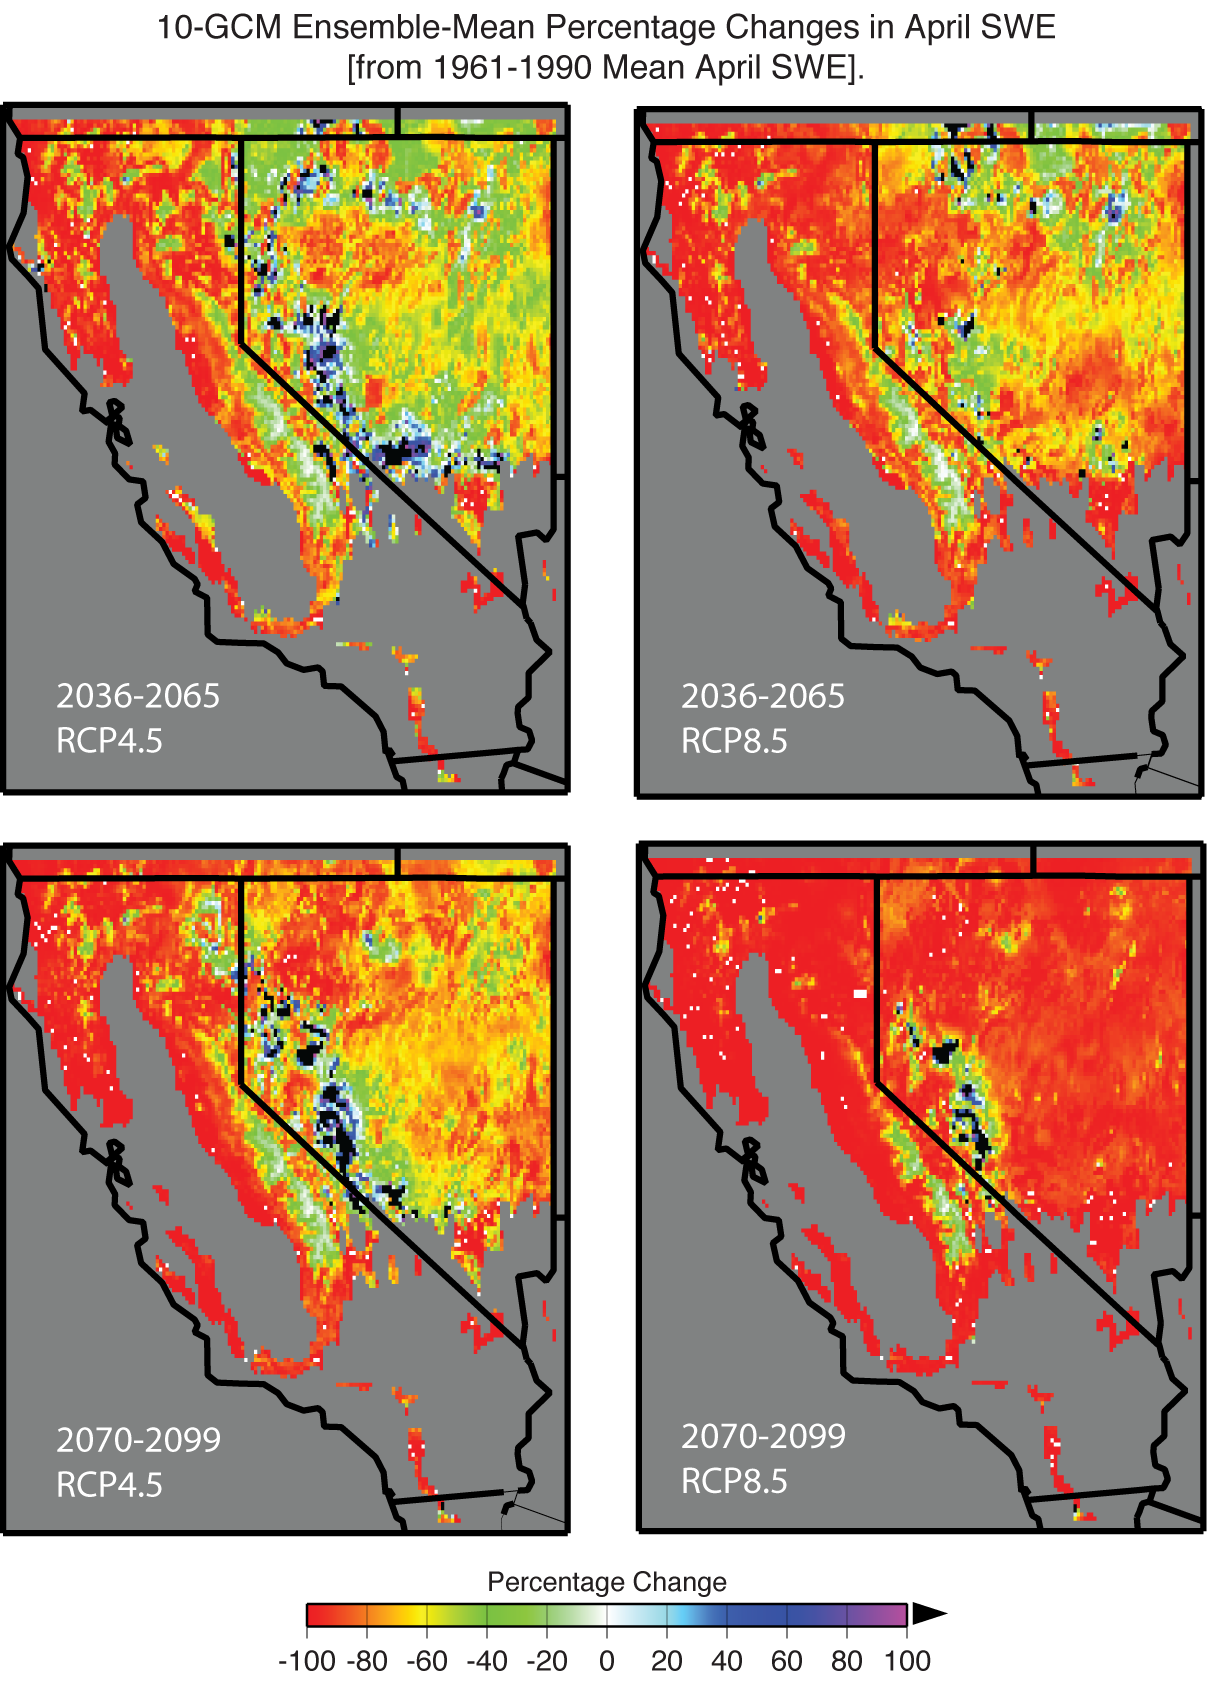 10-GCM Ensemble-Mean Percentage Changes in April SWE
[from 1961-1990 Mean April SWE].
2036-2065
RCP4.5
2036-2065
RCP8.5
2070-2099
RCP4.5
2070-2099
RCP8.5
Percentage Change
-100 -80 -60 -40 -20 0 20 40 60 80 100